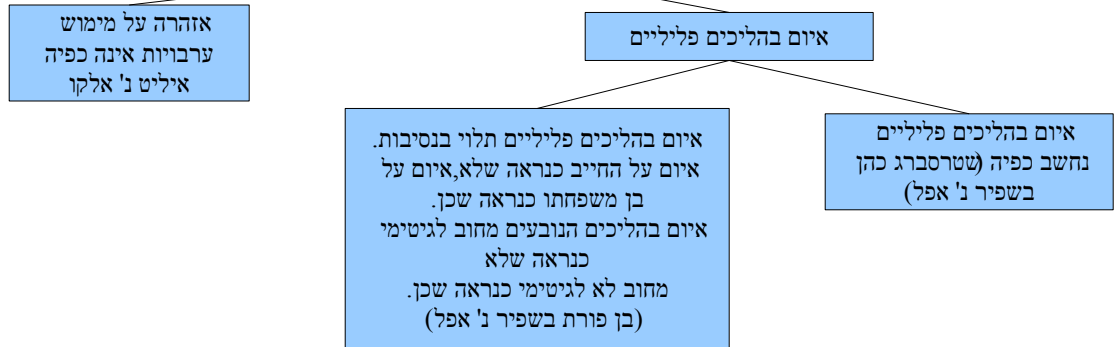 אזהרה על מימוש
ערבויות אינה כפיה
איליט נ' אלקו
איום בהליכים פליליים
איום בהליכים פליליים תלוי בנסיבות.
איום על החייב כנראה שלא,איום על
בן משפחתו כנראה שכן.
איום בהליכים הנובעים מחוב לגיטימי
כנראה שלא
מחוב לא לגיטימי כנראה שכן.
(בן פורת בשפיר נ' אפל)
איום בהליכים פליליים
נחשב כפיה (שטרסברג כהן
בשפיר נ' אפל)